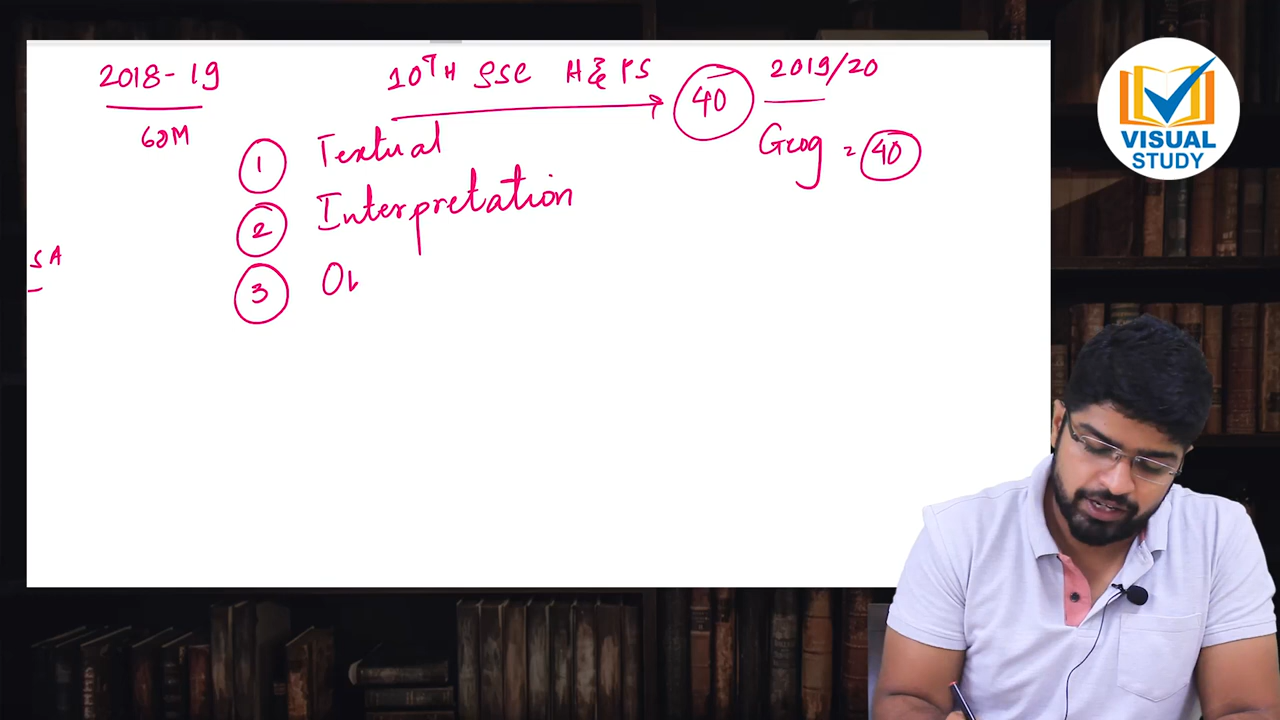 2018-19
10TH SSC H & PS
40
2019/20
60M
Geog = 40
1 Textual
2 Interpretation
SA
3 Ob
VISUAL
STUDY